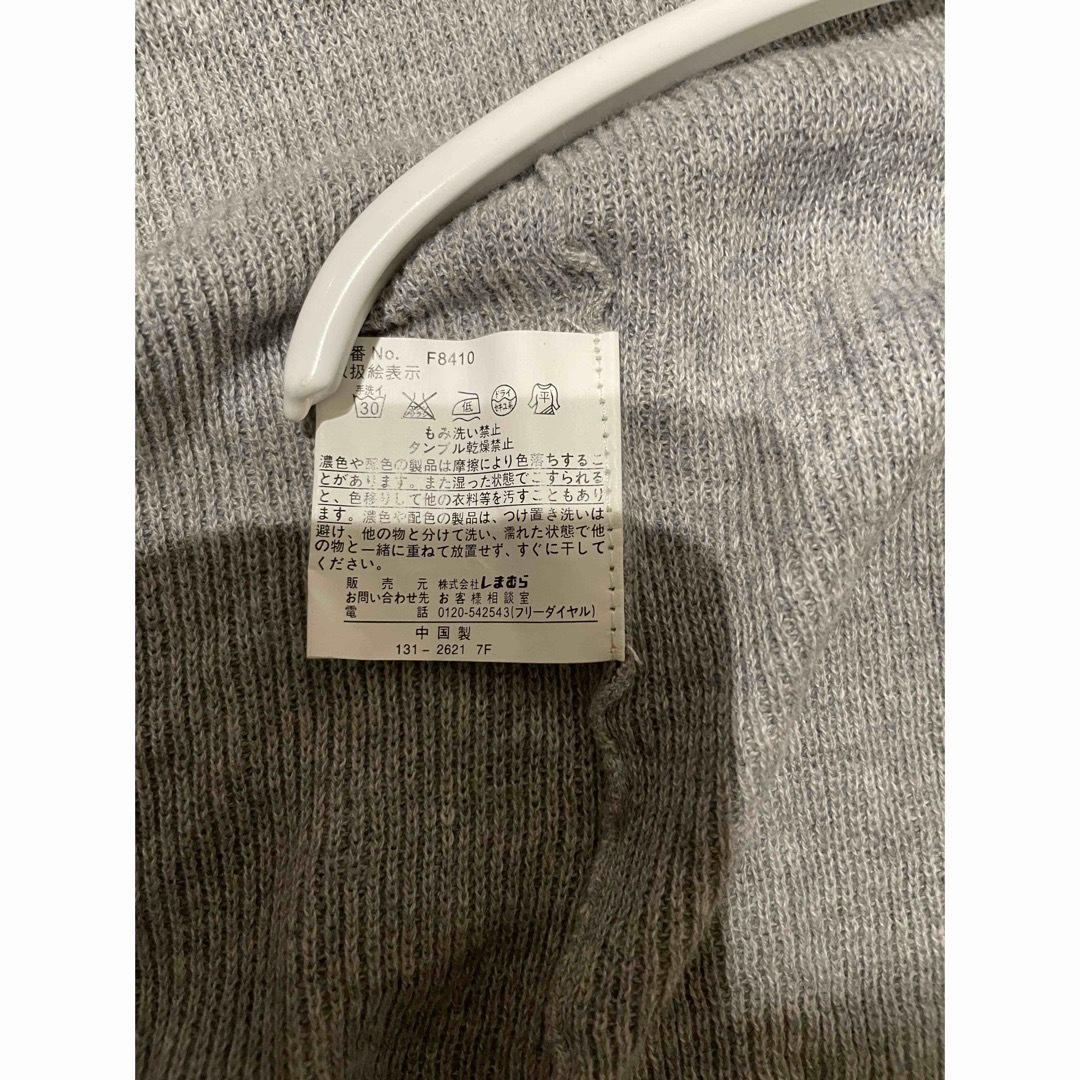 番 No. F8410
扱絵表示
手洗イ
30
低
ドライ
セキユ系
平
もみ洗い禁止
タンブル乾燥禁止
濃色や配色の製品は摩擦により色落ちするこ
とがあります。また湿った状態でこすられる
と、色移りして他の衣料等を汚すこともあり
ます。濃色や配色の製品は、つけ置き洗いは
避け、他の物と分けて洗い、濡れた状態で他
の物と一緒に重ねて放置せず、すぐに干して
ください。
販 売 元 株式会社しまむら
お問い合わせ先 お客様相談室
電 話 0120-542543(フリーダイヤル)
中国製
131－2621 7F